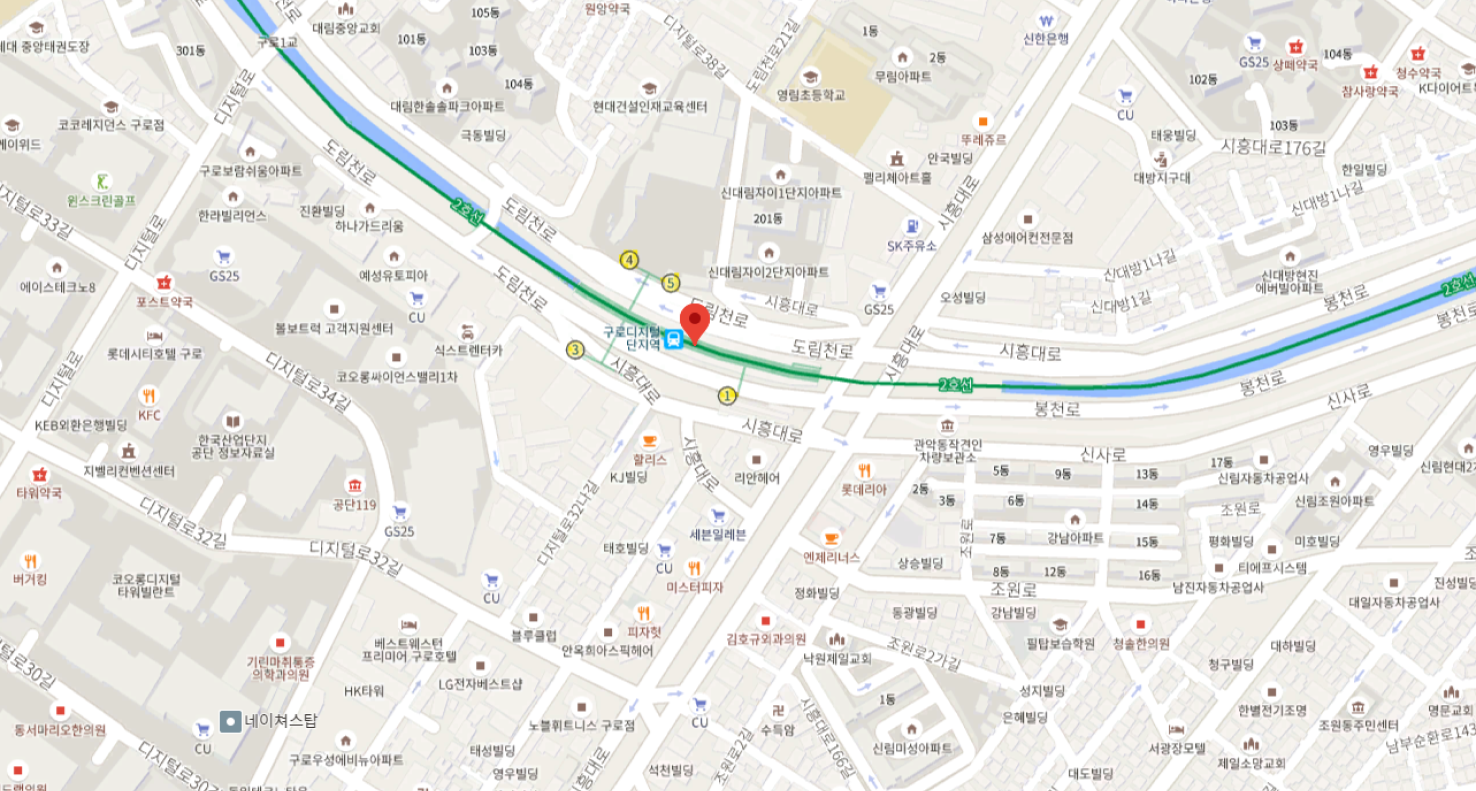 105동
원앙약국
대림중앙교회
101동
103동
104동
301동
구로1교
세대 중앙태권도장
디지털로38길
도림천로21길
1동
2동
무림아파트
신한은행
GS25
상떼약국
104동
청수약국
참사랑약국
102동
103동
CU
태웅빌딩
대방지구대
시흥대로176길
한일빌딩
코코레지던스 구로점
케이위드
디지털로
대림한솔솔파크아파트
극동빌딩
현대건설인재교육센터
영림초등학교
뚜레쥬르
안국빌딩
펠리체아트홀
구로보람쉬움아파트
도림천로
윈스크린골프
한라빌리언스
진환빌딩
하나가드리움
2호선
도림천로
신대림자이1단지아파트
201동
시흥대로
SK주유소
삼성에어컨전문점
신대방1나길
신대방1나길
신대방1길
디지털로33길
디지털로
에이스테크노8
GS25
포스트약국
예성유토피아
CU
도림천로
4
5
신대림자이2단지아파트
시흥대로
GS25
오성빌딩
신대방현진
에버빌아파트
봉천로
2호선
봉천로
볼보트럭 고객지원센터
롯데시티호텔 구로
식스트렌터카
구로디지털
단지역
도림천로
도림천로
시흥대로
시흥대로
3
1
시흥대로
디지털로34길
코오롱싸이언스밸리1차
디지털로
KFC
KEB외환은행빌딩
한국산업단지
공단 정보자료실
지벨리컨벤션센터
2호선
봉천로
봉천로
신사로
신사로
시흥대로
시흥대로
할리스
KJ빌딩
리안헤어
롯데리아
관악동작견인
차량보관소
5동
9동
13동
17동
신림자동차공업사
영우빌딩
신림현대2차
타워약국
공단119
GS25
디지털로32길
디지털로32길
디지털로32나길
세븐일레븐
태호빌딩
CU
미스터피자
엔제리너스
2동
3동
6동
14동
신림조원아파트
조원로
조원로
강남아파트
7동
15동
평화빌딩
미호빌딩
티에프시스템
상승빌딩
8동
12동
16동
남진자동차공업사
버거킹
코오롱디지털
타워빌란트
CU
조원로
정화빌딩
동광빌딩
강남빌딩
대일자동차공업사
진성빌딩
블루클럽
피자헛
안옥희아스픽헤어
김호규외과의원
낙원제일교회
조원로2가길
필탑보습학원
청솔한의원
대하빌딩
청구빌딩
베스트웨스턴
프리미어 구로호텔
기린마취통증
의학과의원
HK타워
LG전자베스트샵
디지털로30길
동서마리오한의원
CU
네이쳐스탑
노블휘트니스 구로점
CU
수득암
1동
성지빌딩
은혜빌딩
한별전기조명
조원동주민센터
명문교회
구로우성에비뉴아파트
태성빌딩
영우빌딩
시흥대로
석천빌딩
조원로2길
시흥대로166길
신림미성아파트
서광장모텔
제일소망교회
남부순환로143
대도빌딩
디지털로30길